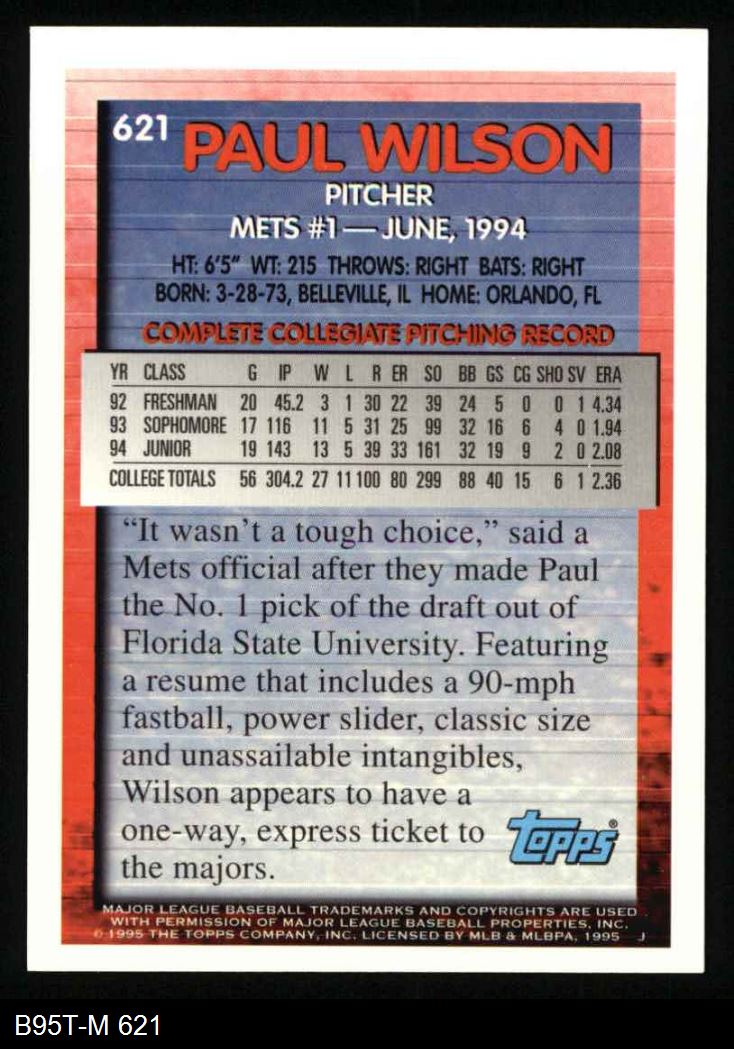 621 PAUL WILSON
PITCHER
METS #1 — JUNE, 1994
HT: 6'5" WT: 215 THROWS: RIGHT BATS: RIGHT
BORN: 3-28-73, BELLEVILLE, IL HOME: ORLANDO, FL
COMPLETE COLLEGIATE PITCHING RECORD
YR CLASS G IP W L R ER SO BB GS CG SHO SV ERA
92 FRESHMAN 20 45.2 3 1 30 22 39 24 5 0 0 1 4.34
93 SOPHOMORE 17 116 11 5 31 25 99 32 16 6 4 0 1.94
94 JUNIOR 19 143 13 5 39 33 161 32 19 9 2 0 2.08
COLLEGE TOTALS 56 304.2 27 11 100 80 299 88 40 15 6 1 2.36
"It wasn't a tough choice," said a
Mets official after they made Paul
the No. 1 pick of the draft out of
Florida State University. Featuring
a resume that includes a 90-mph
fastball, power slider, classic size
and unassailable intangibles,
Wilson appears to have a
one-way, express ticket to
the majors.
topps®
MAJOR LEAGUE BASEBALL TRADEMARKS AND COPYRIGHTS ARE USED
WITH PERMISSION OF MAJOR LEAGUE BASEBALL PROPERTIES, INC.
© 1995 THE TOPPS COMPANY, INC. LICENSED BY MLB & MLBPA, 1995 J
B95T-M 621